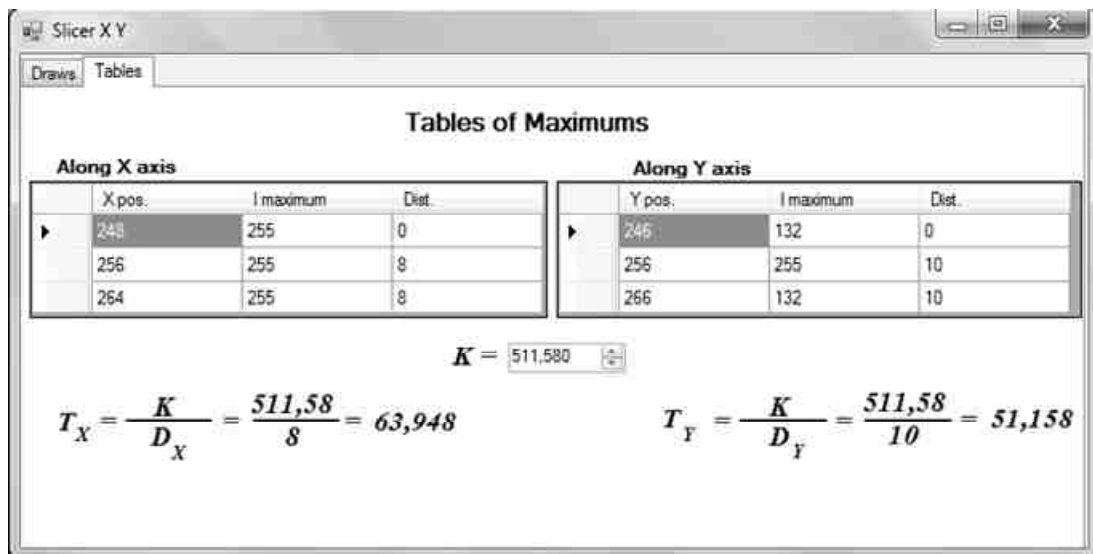 Slicer X Y
Draws Tables
Tables of Maximums
Along X axis
X pos. I maximum Dist.
248 255 0
256 255 8
264 255 8
Along Y axis
Y pos. I maximum Dist.
246 132 0
256 255 10
266 132 10
K = 511,580
T_X = K / D_X = 511,58 / 8 = 63,948
T_Y = K / D_Y = 511,58 / 10 = 51,158